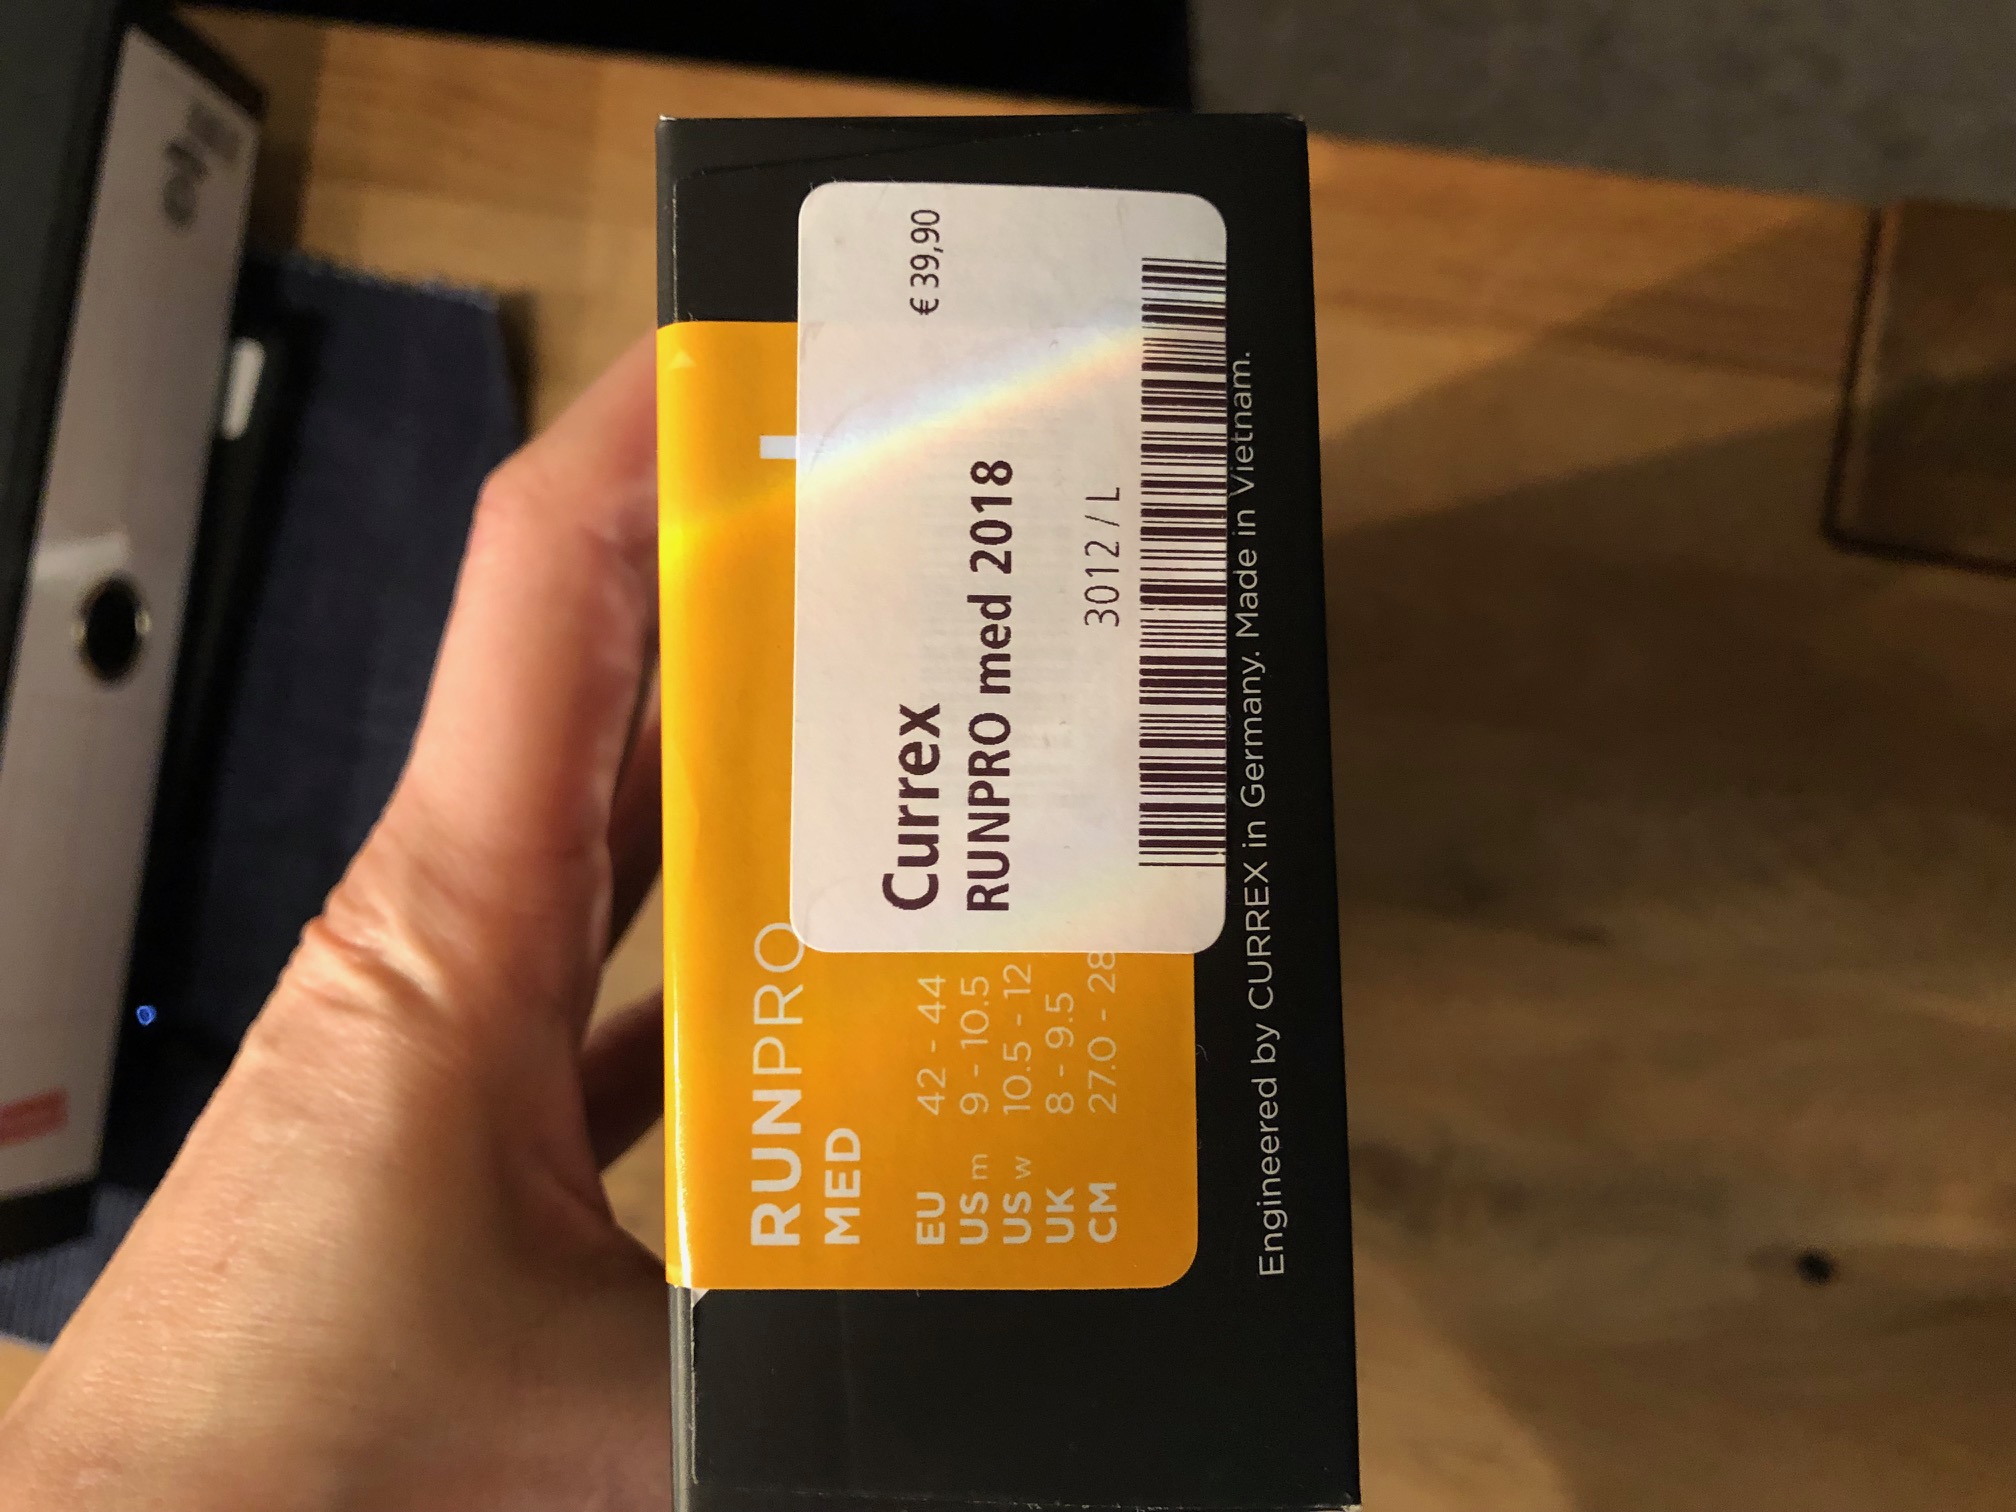 € 39,90
Currex
RUNPRO med 2018
3012 / L
RUNPRO
MED
EU 42 - 44
US m 9 - 10.5
US w 10.5 - 12
UK 8 - 9.5
CM 27.0 - 28
Engineered by CURREX in Germany. Made in Vietnam.